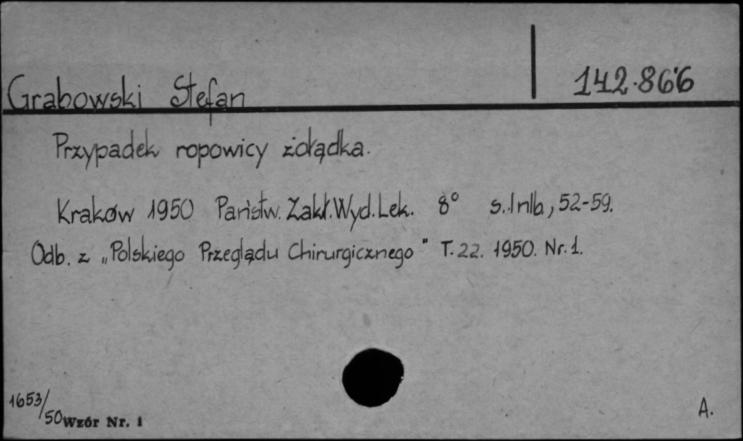 142.866
Grabowski Stefan
Przypadek ropowicy żołądka.
Kraków 1950 Państw. Zakł. Wyd. Lek. 8° s. 1 nlb, 52-59.
Odb. z „Polskiego Przeglądu Chirurgicznego" T. 22. 1950. Nr. 1.
1653/50
Wzór Nr. 1
A.